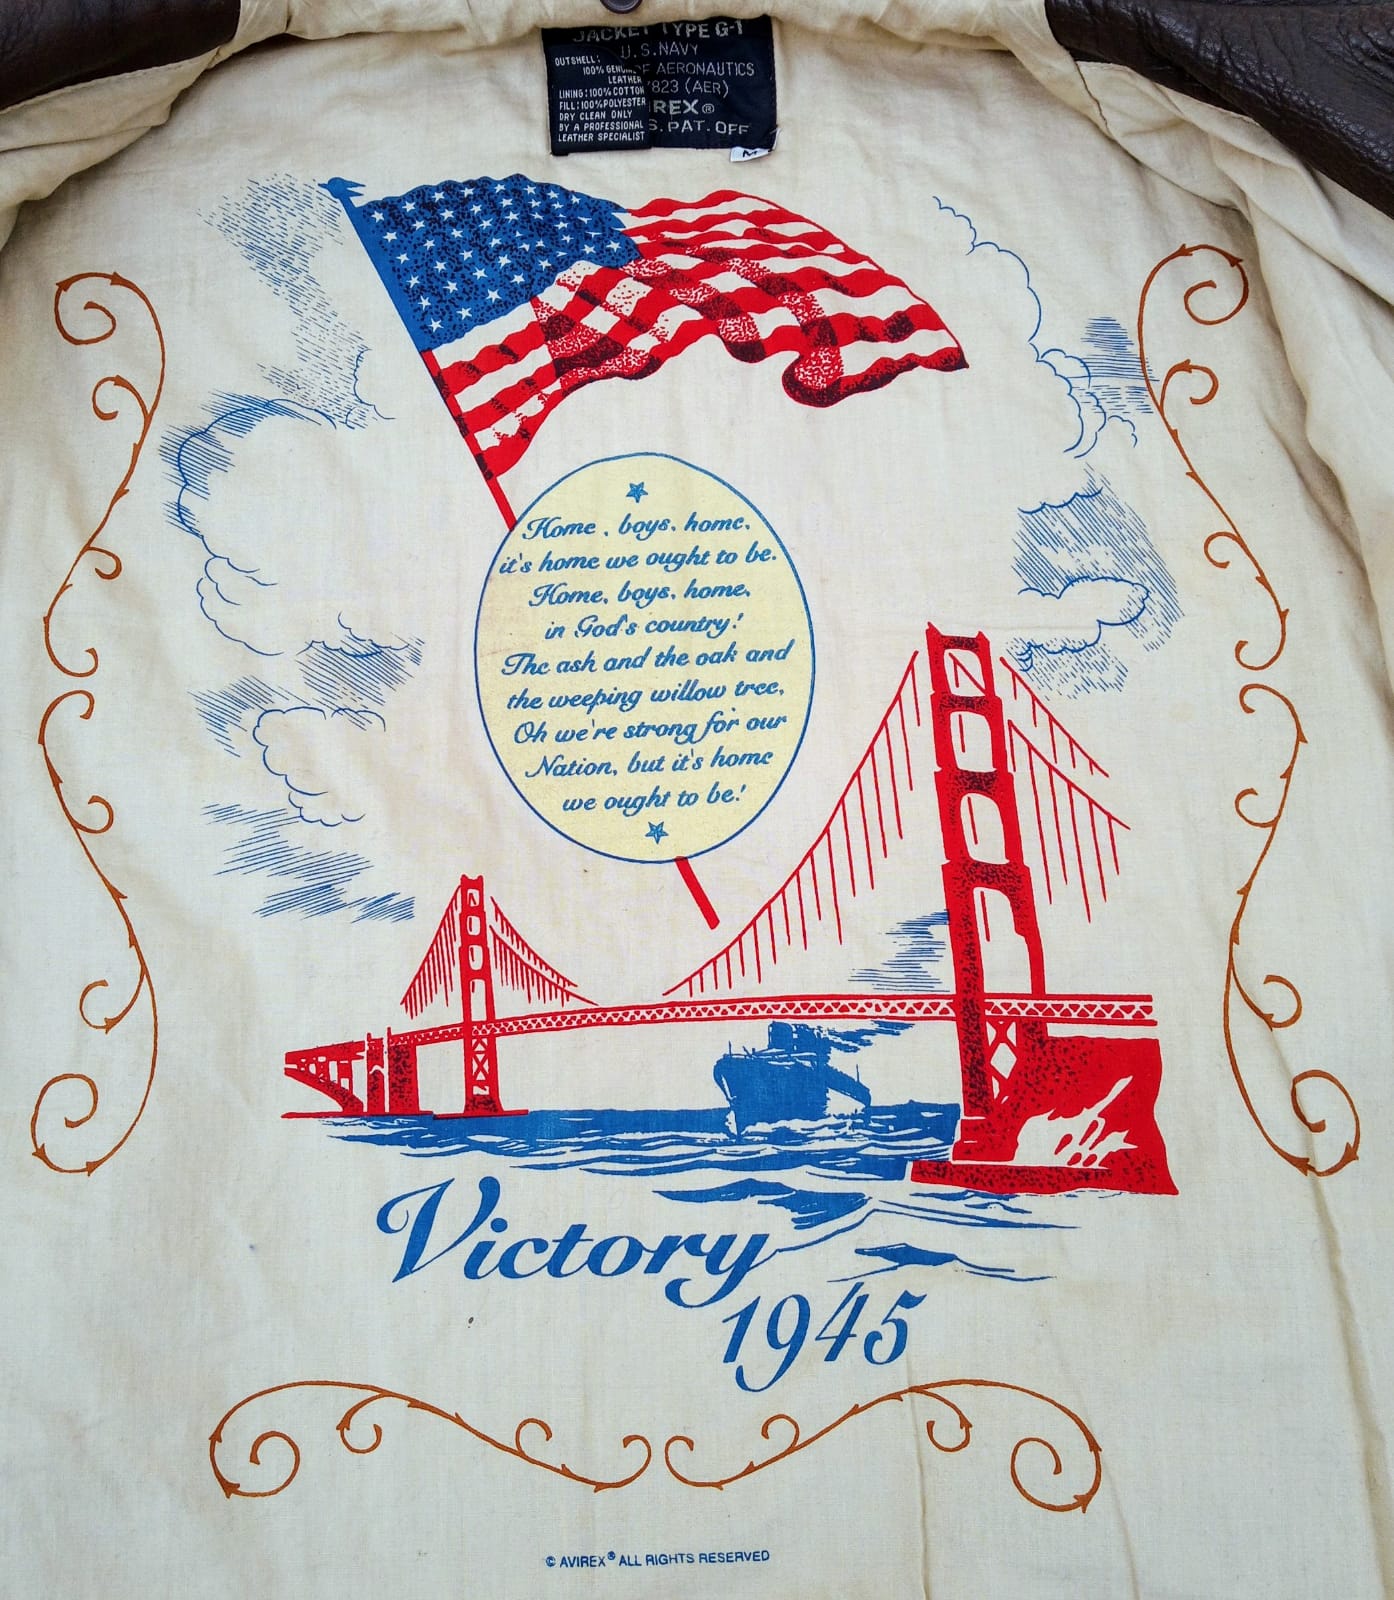 JACKET TYPE G-1
U.S. NAVY
AERONAUTICS
823 (AER)
REX®
S. PAT. OFF
OUTSHELL:
100% GENUINE
LEATHER
LINING: 100% COTTON
FILL: 100% POLYESTER
DRY CLEAN ONLY
BY A PROFESSIONAL
LEATHER SPECIALIST
M
Home, boys, home,
it's home we ought to be.
Home, boys, home,
in God's country!
The ash and the oak and
the weeping willow tree,
Oh we're strong for our
Nation, but it's home
we ought to be!
Victory
1945
© AVIREX® ALL RIGHTS RESERVED